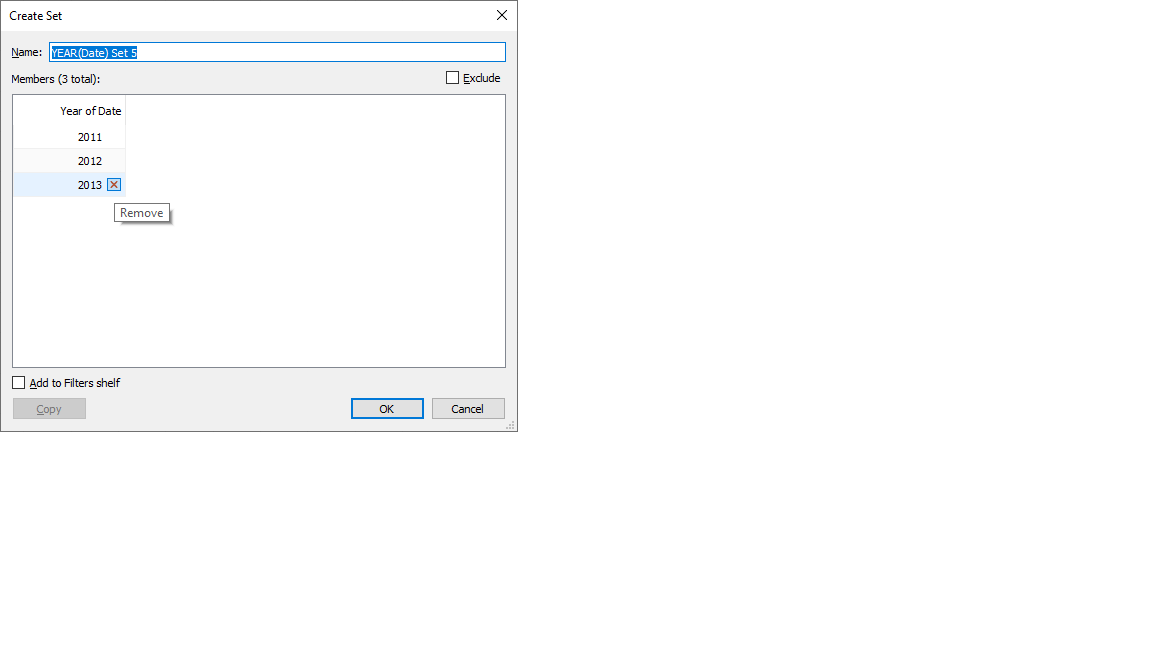 Create Set
Name: YEAR(Date) Set 5
Members (3 total): Exclude
Year of Date
2011
2012
2013
Remove
Add to Filters shelf
Copy OK Cancel